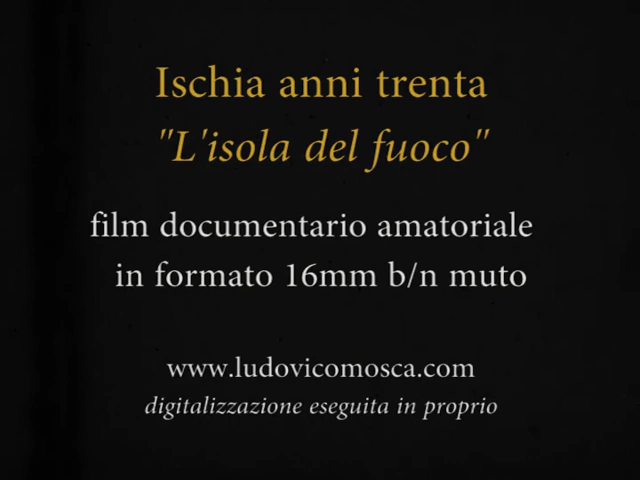 Ischia anni trenta
"L'isola del fuoco"
film documentario amatoriale
in formato 16mm b/n muto
www.ludovicomosca.com
digitalizzazione eseguita in proprio